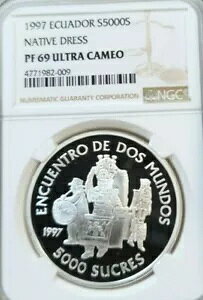 1997 ECUADOR S5000S
NATIVE DRESS
PF 69 ULTRA CAMEO
4771982-009
NUMISMATIC GUARANTY CORPORATION
NGC
ENCUENTRO DE DOS MUNDOS
1997
5000 SUCRES